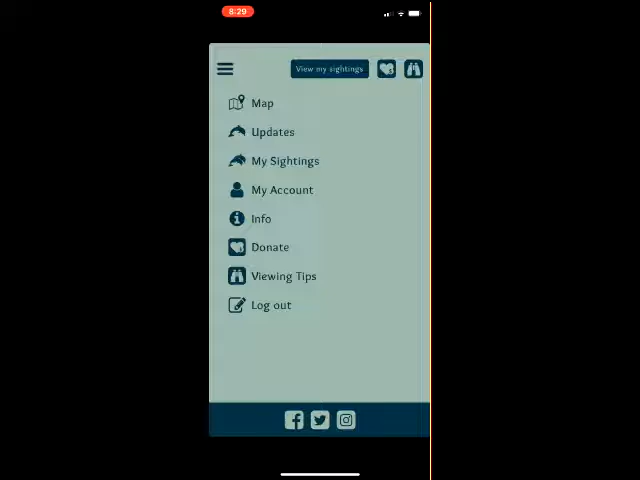 8:29
View my sightings
Map
Updates
My Sightings
My Account
Info
Donate
Viewing Tips
Log out